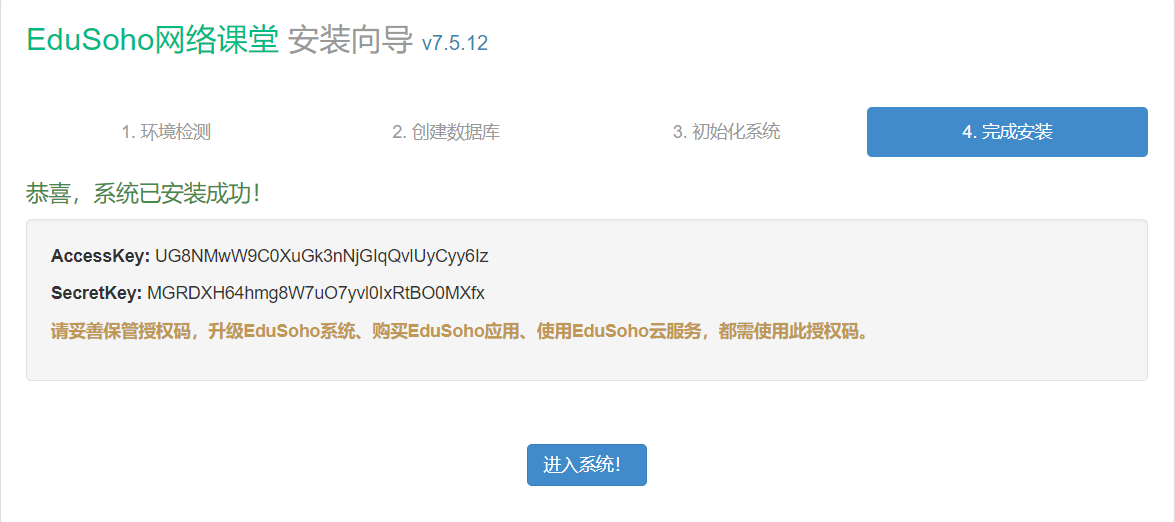 EduSoho网络课堂 安装向导 v7.5.12
1. 环境检测 2. 创建数据库 3. 初始化系统 4. 完成安装
恭喜，系统已安装成功！
AccessKey: UG8NMwW9C0XuGk3nNjGIqQvlUyCyy6Iz
SecretKey: MGRDXH64hmg8W7uO7yvl0IxRtBO0MXfx
请妥善保管授权码，升级EduSoho系统、购买EduSoho应用、使用EduSoho云服务，都需使用此授权码。
进入系统！